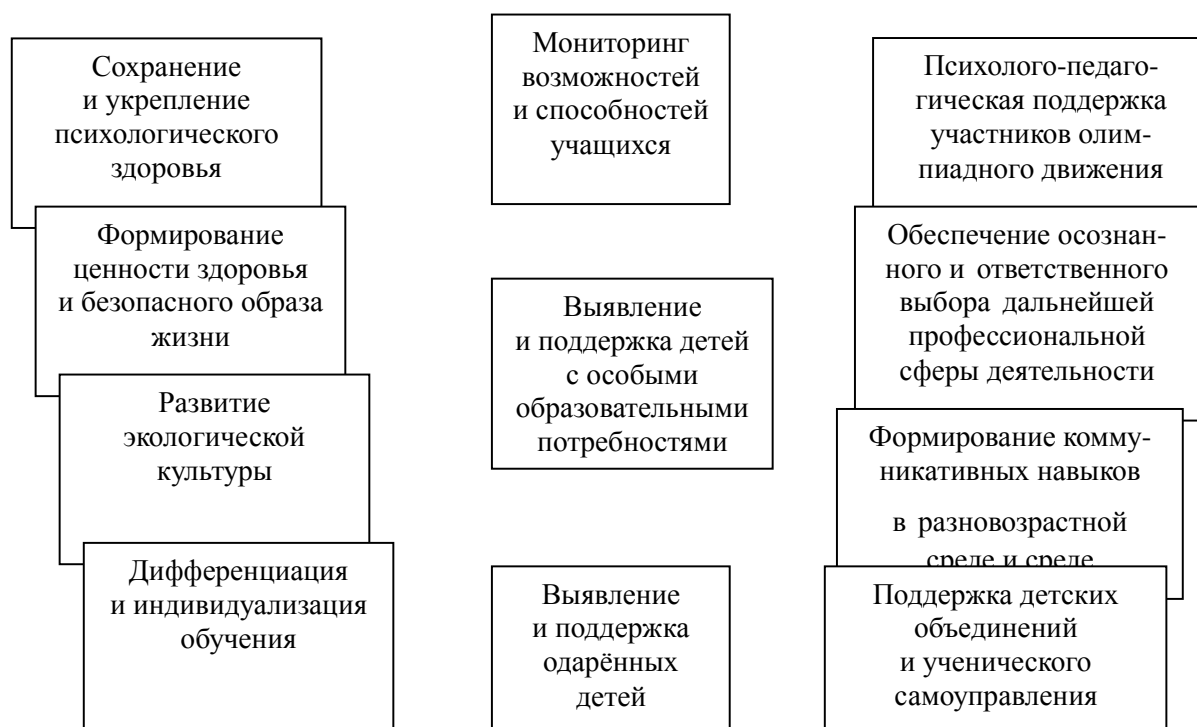 Сохранение
и укрепление
психологического
здоровья
Формирование
ценности здоровья
и безопасного образа
жизни
Развитие
экологической
культуры
Дифференциация
и индивидуализация
обучения
Мониторинг
возможностей
и способностей
учащихся
Выявление
и поддержка детей
с особыми
образовательными
потребностями
Выявление
и поддержка
одарённых
детей
Психолого-педаго-
гическая поддержка
участников олим-
пиадного движения
Обеспечение осознан-
ного и ответственного
выбора дальнейшей
профессиональной
сферы деятельности
Формирование комму-
никативных навыков
в разновозрастной
среде и среде
Поддержка детских
объединений
и ученического
самоуправления